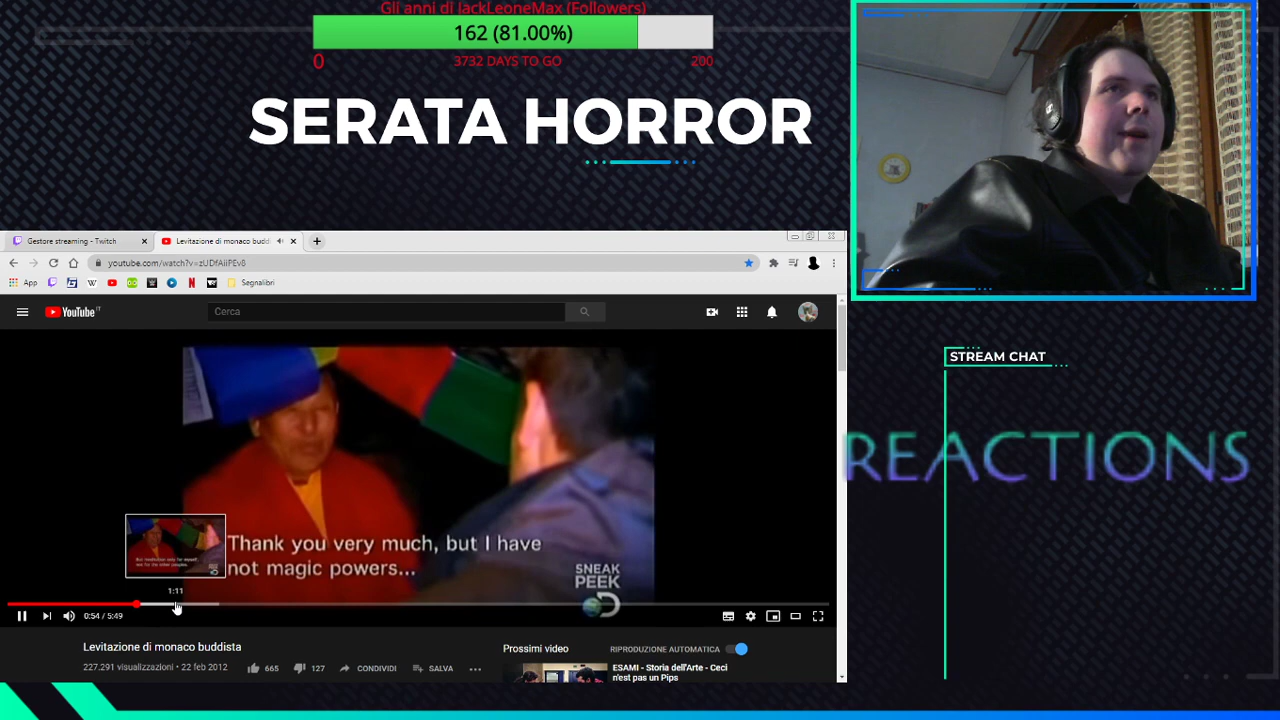 Gli anni di JackLeoneMax (Followers)
162 (81.00%)
0
3732 DAYS TO GO
200
SERATA HORROR
Gestore streaming - Twitch
Levitazione di monaco budd
youtube.com/watch?v=zUDfAiiPEv8
App
Segnalibri
YouTube IT
Cerca
Thank you very much, but I have
not magic powers...
SNEAK
PEEK
1:11
0:54 / 5:49
Levitazione di monaco buddista
227.291 visualizzazioni • 22 feb 2012
665
127
CONDIVIDI
SALVA
Prossimi video
RIPRODUZIONE AUTOMATICA
ESAMI - Storia dell'Arte - Ceci
n'est pas un Pips
STREAM CHAT
REACTIONS